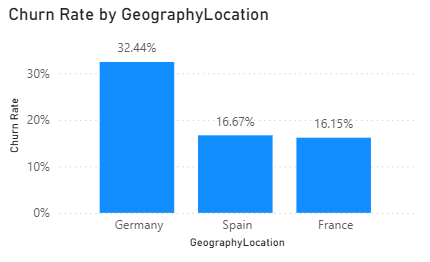 Churn Rate by GeographyLocation
32.44%
30%
20%
16.67%
16.15%
10%
0%
Churn Rate
Germany
Spain
France
GeographyLocation